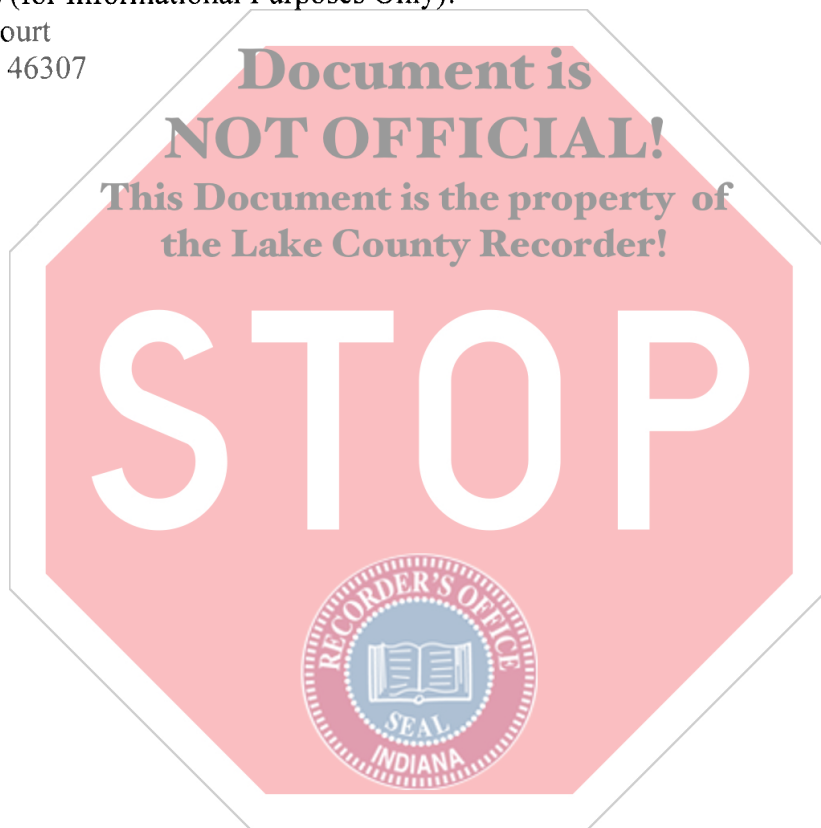 (for Informational Purposes Only):
ourt
46307
Document is
NOT OFFICIAL!
This Document is the property of
the Lake County Recorder!
STOP
RECORDER'S OFFICE
SEAL
INDIANA